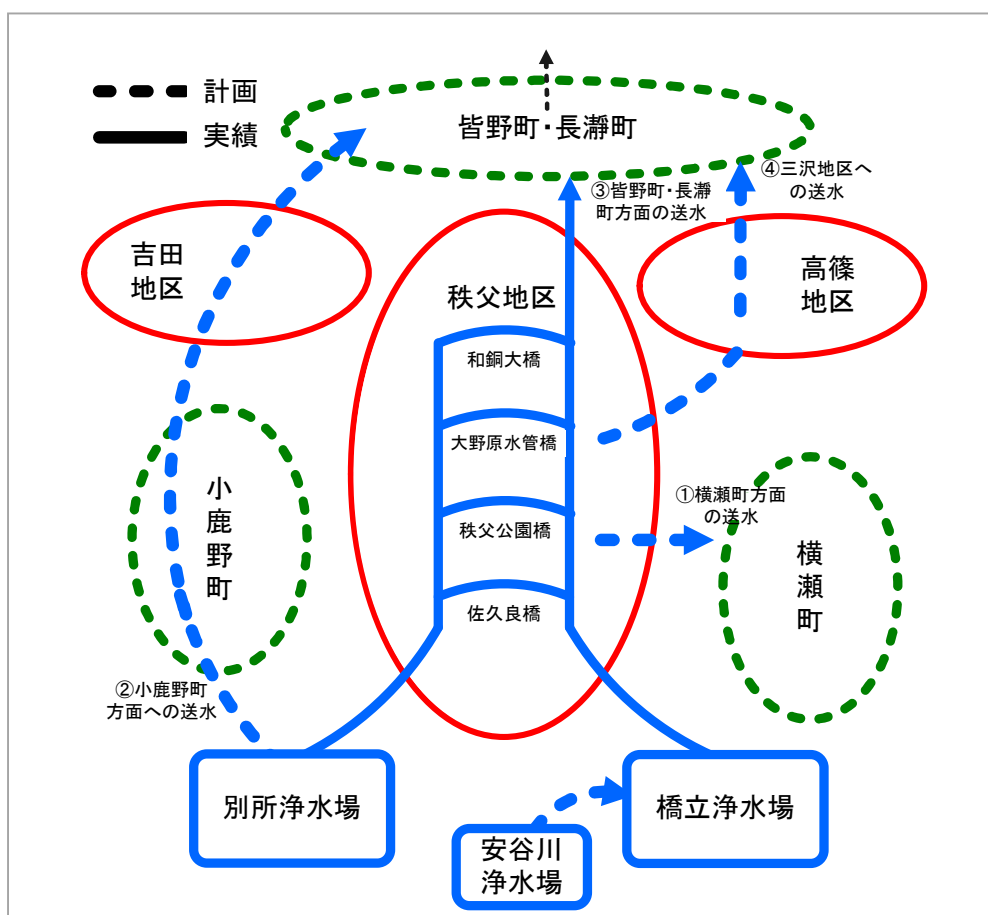 計画
実績
皆野町・長瀞町
④三沢地区へ
の送水
③皆野町・長瀞
町方面の送水
吉田
地区
秩父地区
高篠
地区
和銅大橋
大野原水管橋
小鹿野町
①横瀬町方面
の送水
秩父公園橋
横瀬町
佐久良橋
②小鹿野町
方面への送水
別所浄水場
橋立浄水場
安谷川
浄水場